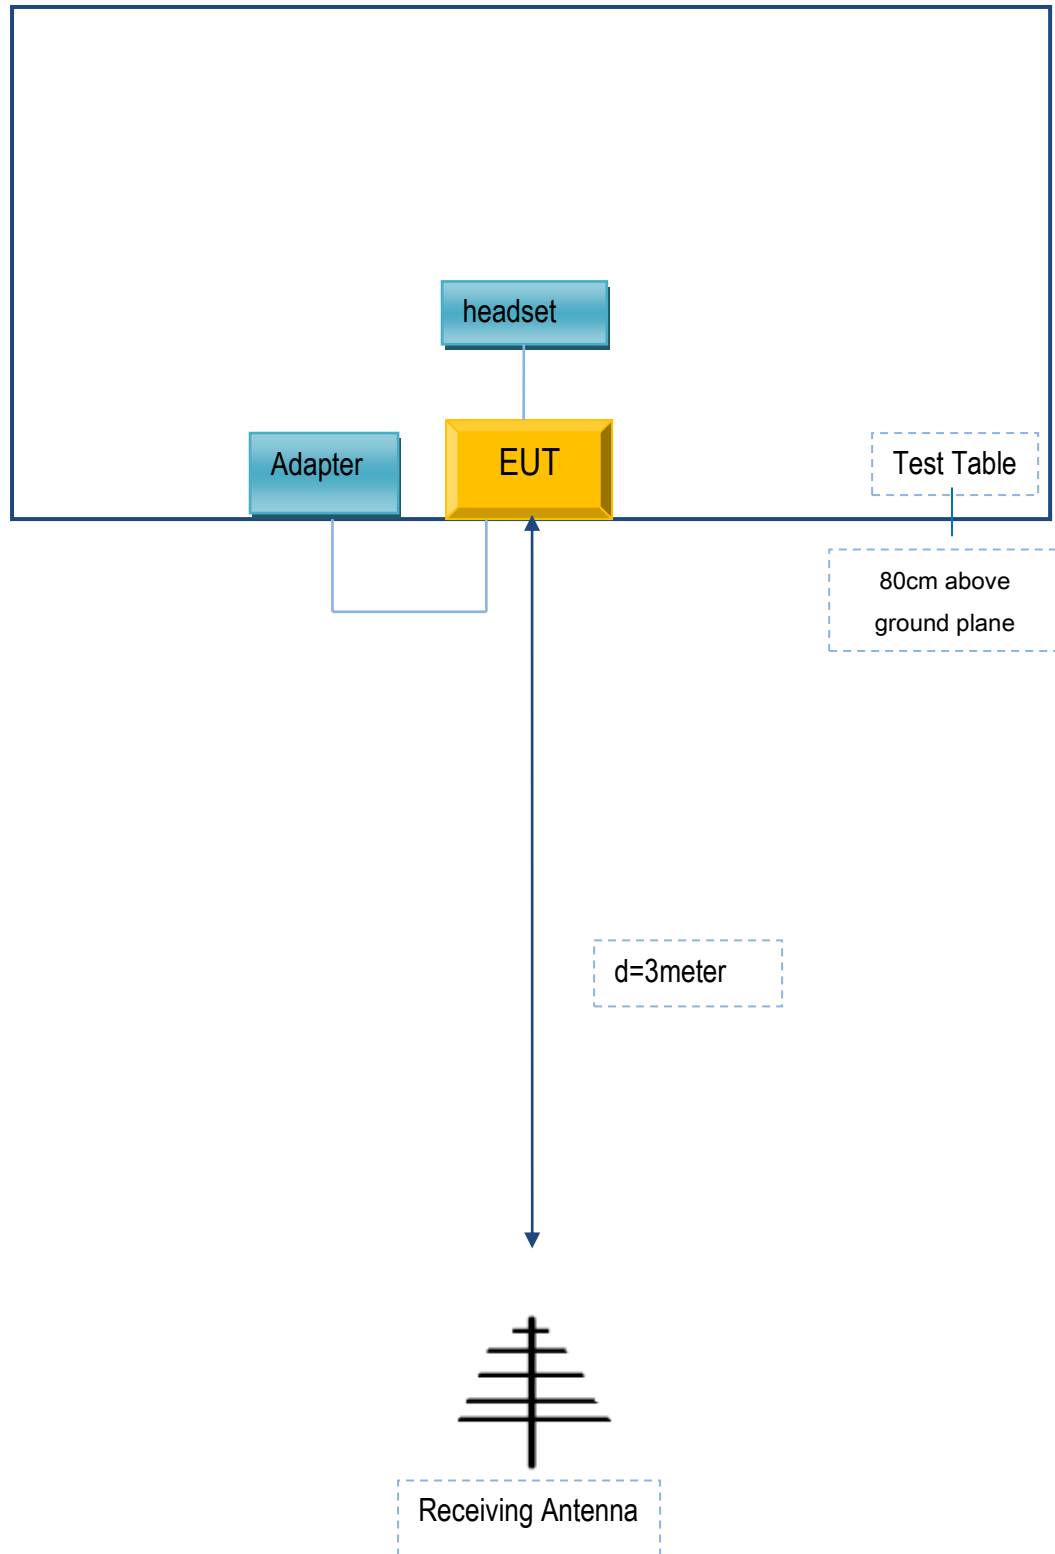 headset
Adapter
EUT
Test Table
80cm above
ground plane
d=3meter
Receiving Antenna